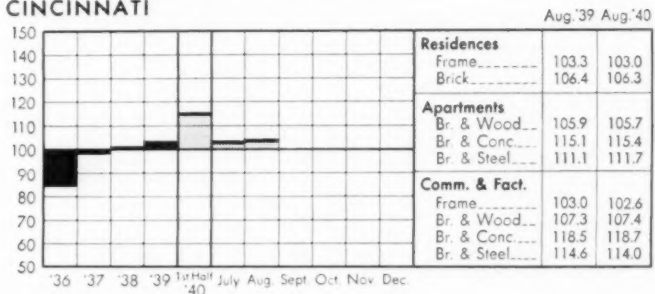 CINCINNATI
Aug.'39 Aug.'40
150
140
130
120
110
100
90
80
70
60
50
'36 '37 '38 '39 1st Half '40 July Aug. Sept. Oct. Nov. Dec.
Residences
Frame 103.3 103.0
Brick 106.4 106.3
Apartments
Br. & Wood 105.9 105.7
Br. & Conc. 115.1 115.4
Br. & Steel 111.1 111.7
Comm. & Fact.
Frame 103.0 102.6
Br. & Wood 107.3 107.4
Br. & Conc. 118.5 118.7
Br. & Steel 114.6 114.0